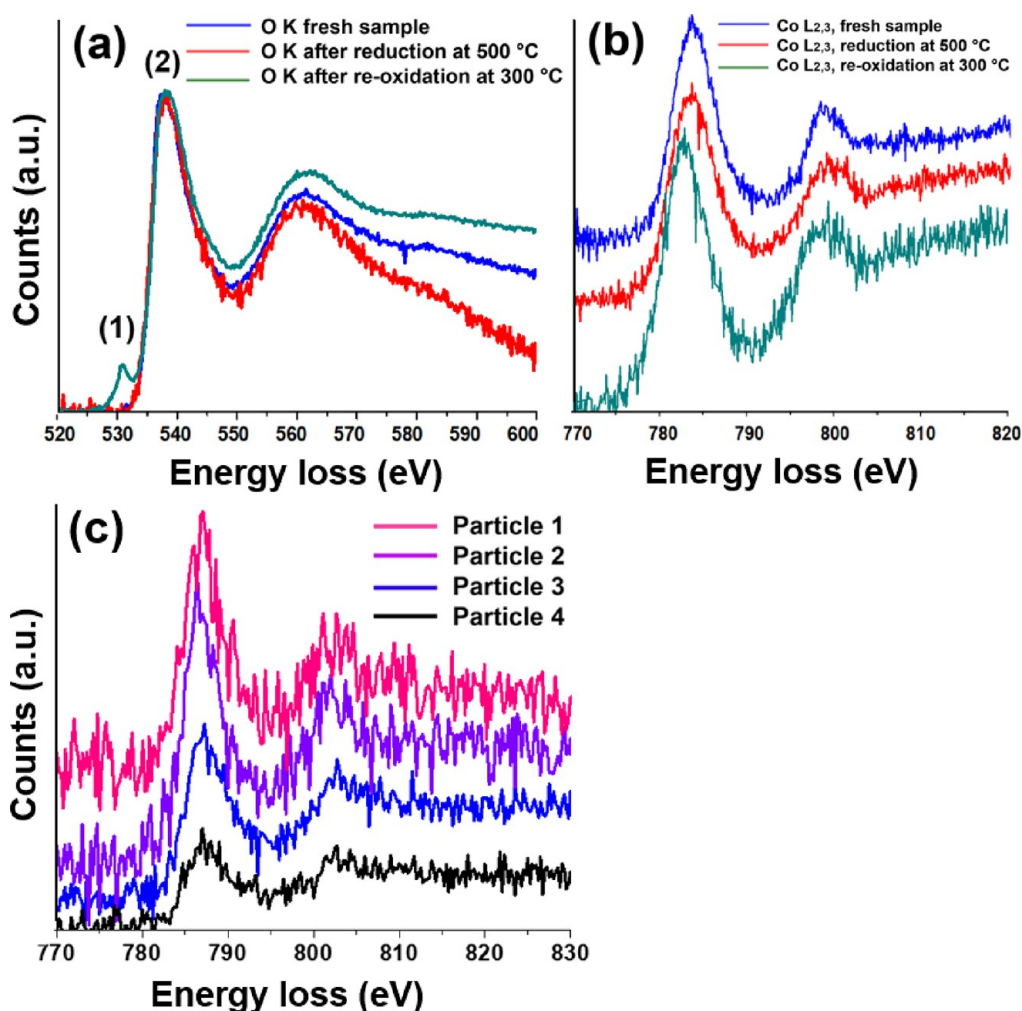 (a)
O K fresh sample
O K after reduction at 500 °C
O K after re-oxidation at 300 °C
(2)
(1)
Counts (a.u.)
520 530 540 550 560 570 580 590 600
Energy loss (eV)
(b)
Co L2,3, fresh sample
Co L2,3, reduction at 500 °C
Co L2,3, re-oxidation at 300 °C
Counts (a.u.)
770 780 790 800 810 820
Energy loss (eV)
(c)
Particle 1
Particle 2
Particle 3
Particle 4
Counts (a.u.)
770 780 790 800 810 820 830
Energy loss (eV)